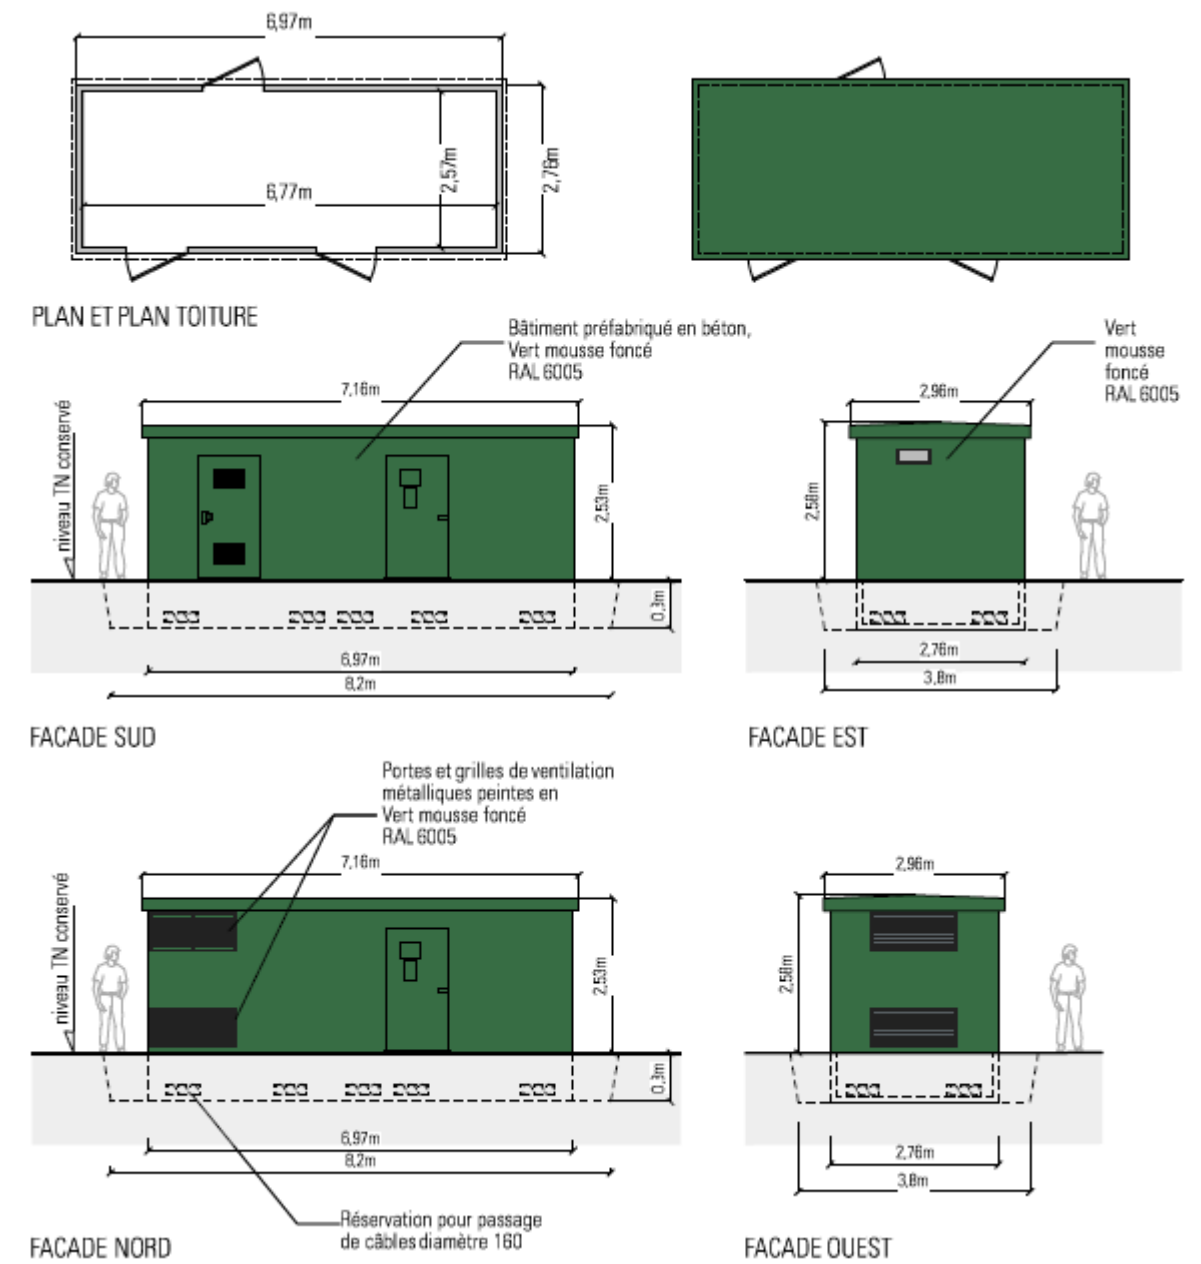 6,97m
6,77m
2,57m
2,76m
PLAN ET PLAN TOITURE
Bâtiment préfabriqué en béton,
Vert mousse foncé
RAL 6005
Vert
mousse
foncé
RAL 6005
niveau TN conservé
7,16m
2,53m
0,3m
6,97m
8,2m
FACADE SUD
2,96m
2,58m
2,76m
3,8m
FACADE EST
Portes et grilles de ventilation
métalliques peintes en
Vert mousse foncé
RAL 6005
niveau TN conservé
7,16m
2,53m
0,3m
6,97m
8,2m
Réservation pour passage
de câbles diamètre 160
FACADE NORD
2,96m
2,58m
2,76m
3,8m
FACADE OUEST